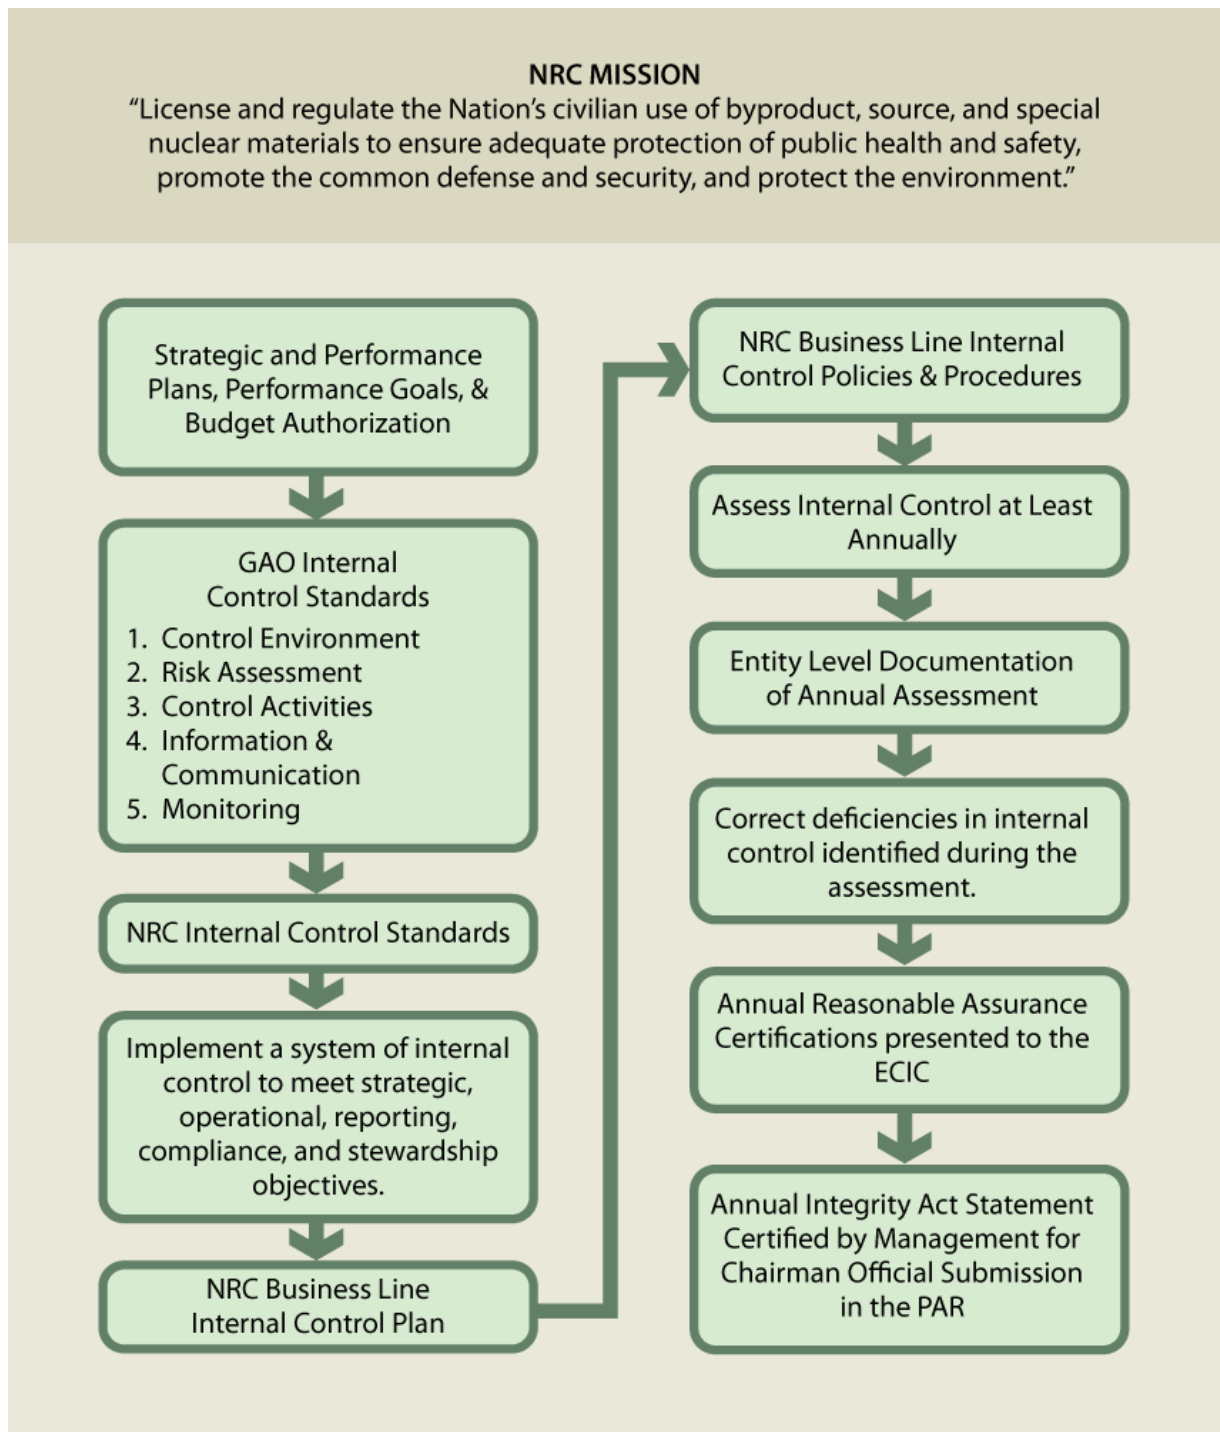 NRC MISSION
“License and regulate the Nation’s civilian use of byproduct, source, and special
nuclear materials to ensure adequate protection of public health and safety,
promote the common defense and security, and protect the environment.”
Strategic and Performance
Plans, Performance Goals, &
Budget Authorization
GAO Internal
Control Standards
1. Control Environment
2. Risk Assessment
3. Control Activities
4. Information &
Communication
5. Monitoring
NRC Internal Control Standards
Implement a system of internal
control to meet strategic,
operational, reporting,
compliance, and stewardship
objectives.
NRC Business Line
Internal Control Plan
NRC Business Line Internal
Control Policies & Procedures
Assess Internal Control at Least
Annually
Entity Level Documentation
of Annual Assessment
Correct deficiencies in internal
control identified during the
assessment.
Annual Reasonable Assurance
Certifications presented to the
ECIC
Annual Integrity Act Statement
Certified by Management for
Chairman Official Submission
in the PAR